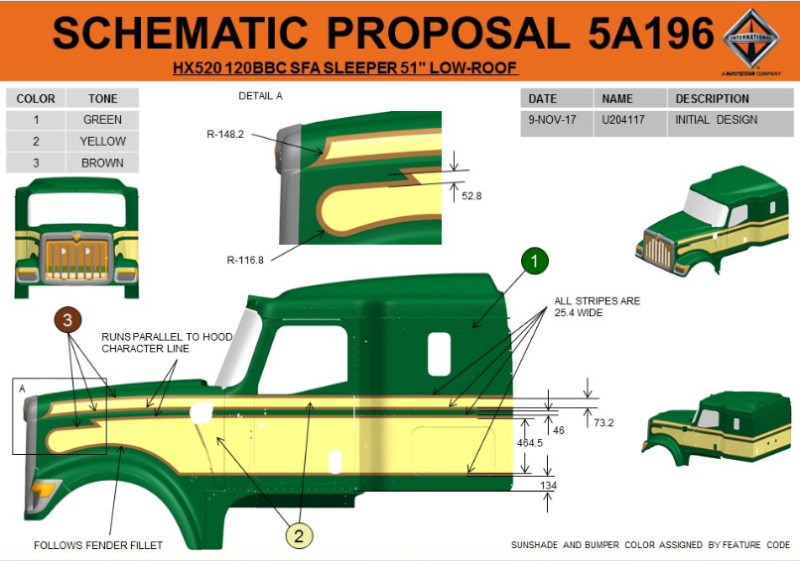 SCHEMATIC PROPOSAL 5A196
INTERNATIONAL
A NAVISTAR COMPANY
HX520 120BBC SFA SLEEPER 51" LOW-ROOF
COLOR TONE
1 GREEN
2 YELLOW
3 BROWN
DETAIL A
DATE NAME DESCRIPTION
9-NOV-17 U204117 INITIAL DESIGN
R-148.2
52.8
R-116.8
1
ALL STRIPES ARE
25.4 WIDE
3
RUNS PARALLEL TO HOOD
CHARACTER LINE
A
73.2
46
464.5
134
2
FOLLOWS FENDER FILLET
SUNSHADE AND BUMPER COLOR ASSIGNED BY FEATURE CODE